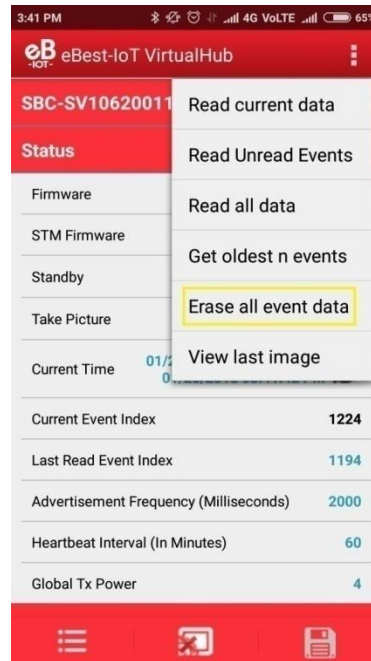 3:41 PM 4G VoLTE 65%
eB -IOT- eBest-IoT VirtualHub
SBC-SV10620011
Status
Read current data
Read Unread Events
Read all data
Get oldest n events
Erase all event data
View last image
Firmware
STM Firmware
Standby
Take Picture
Current Time 01/2
Current Event Index 1224
Last Read Event Index 1194
Advertisement Frequency (Milliseconds) 2000
Heartbeat Interval (In Minutes) 60
Global Tx Power 4